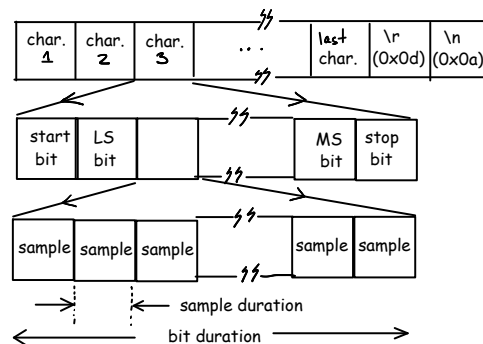 char. char. char. last \r \n
1 2 3 ... char. (0x0d) (0x0a)
start LS MS stop
bit bit bit bit
sample sample sample sample sample
sample duration
bit duration